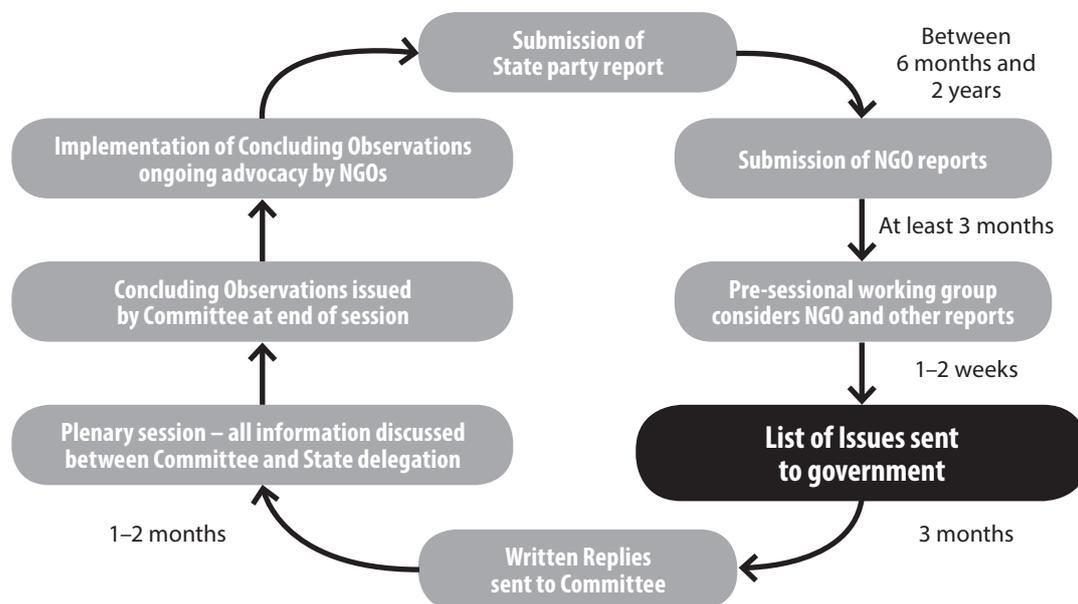 Submission of
State party report
Between
6 months and
2 years
Submission of NGO reports
At least 3 months
Pre-sessional working group
considers NGO and other reports
1–2 weeks
List of Issues sent
to government
3 months
Written Replies
sent to Committee
1–2 months
Plenary session – all information discussed
between Committee and State delegation
Concluding Observations issued
by Committee at end of session
Implementation of Concluding Observations
ongoing advocacy by NGOs